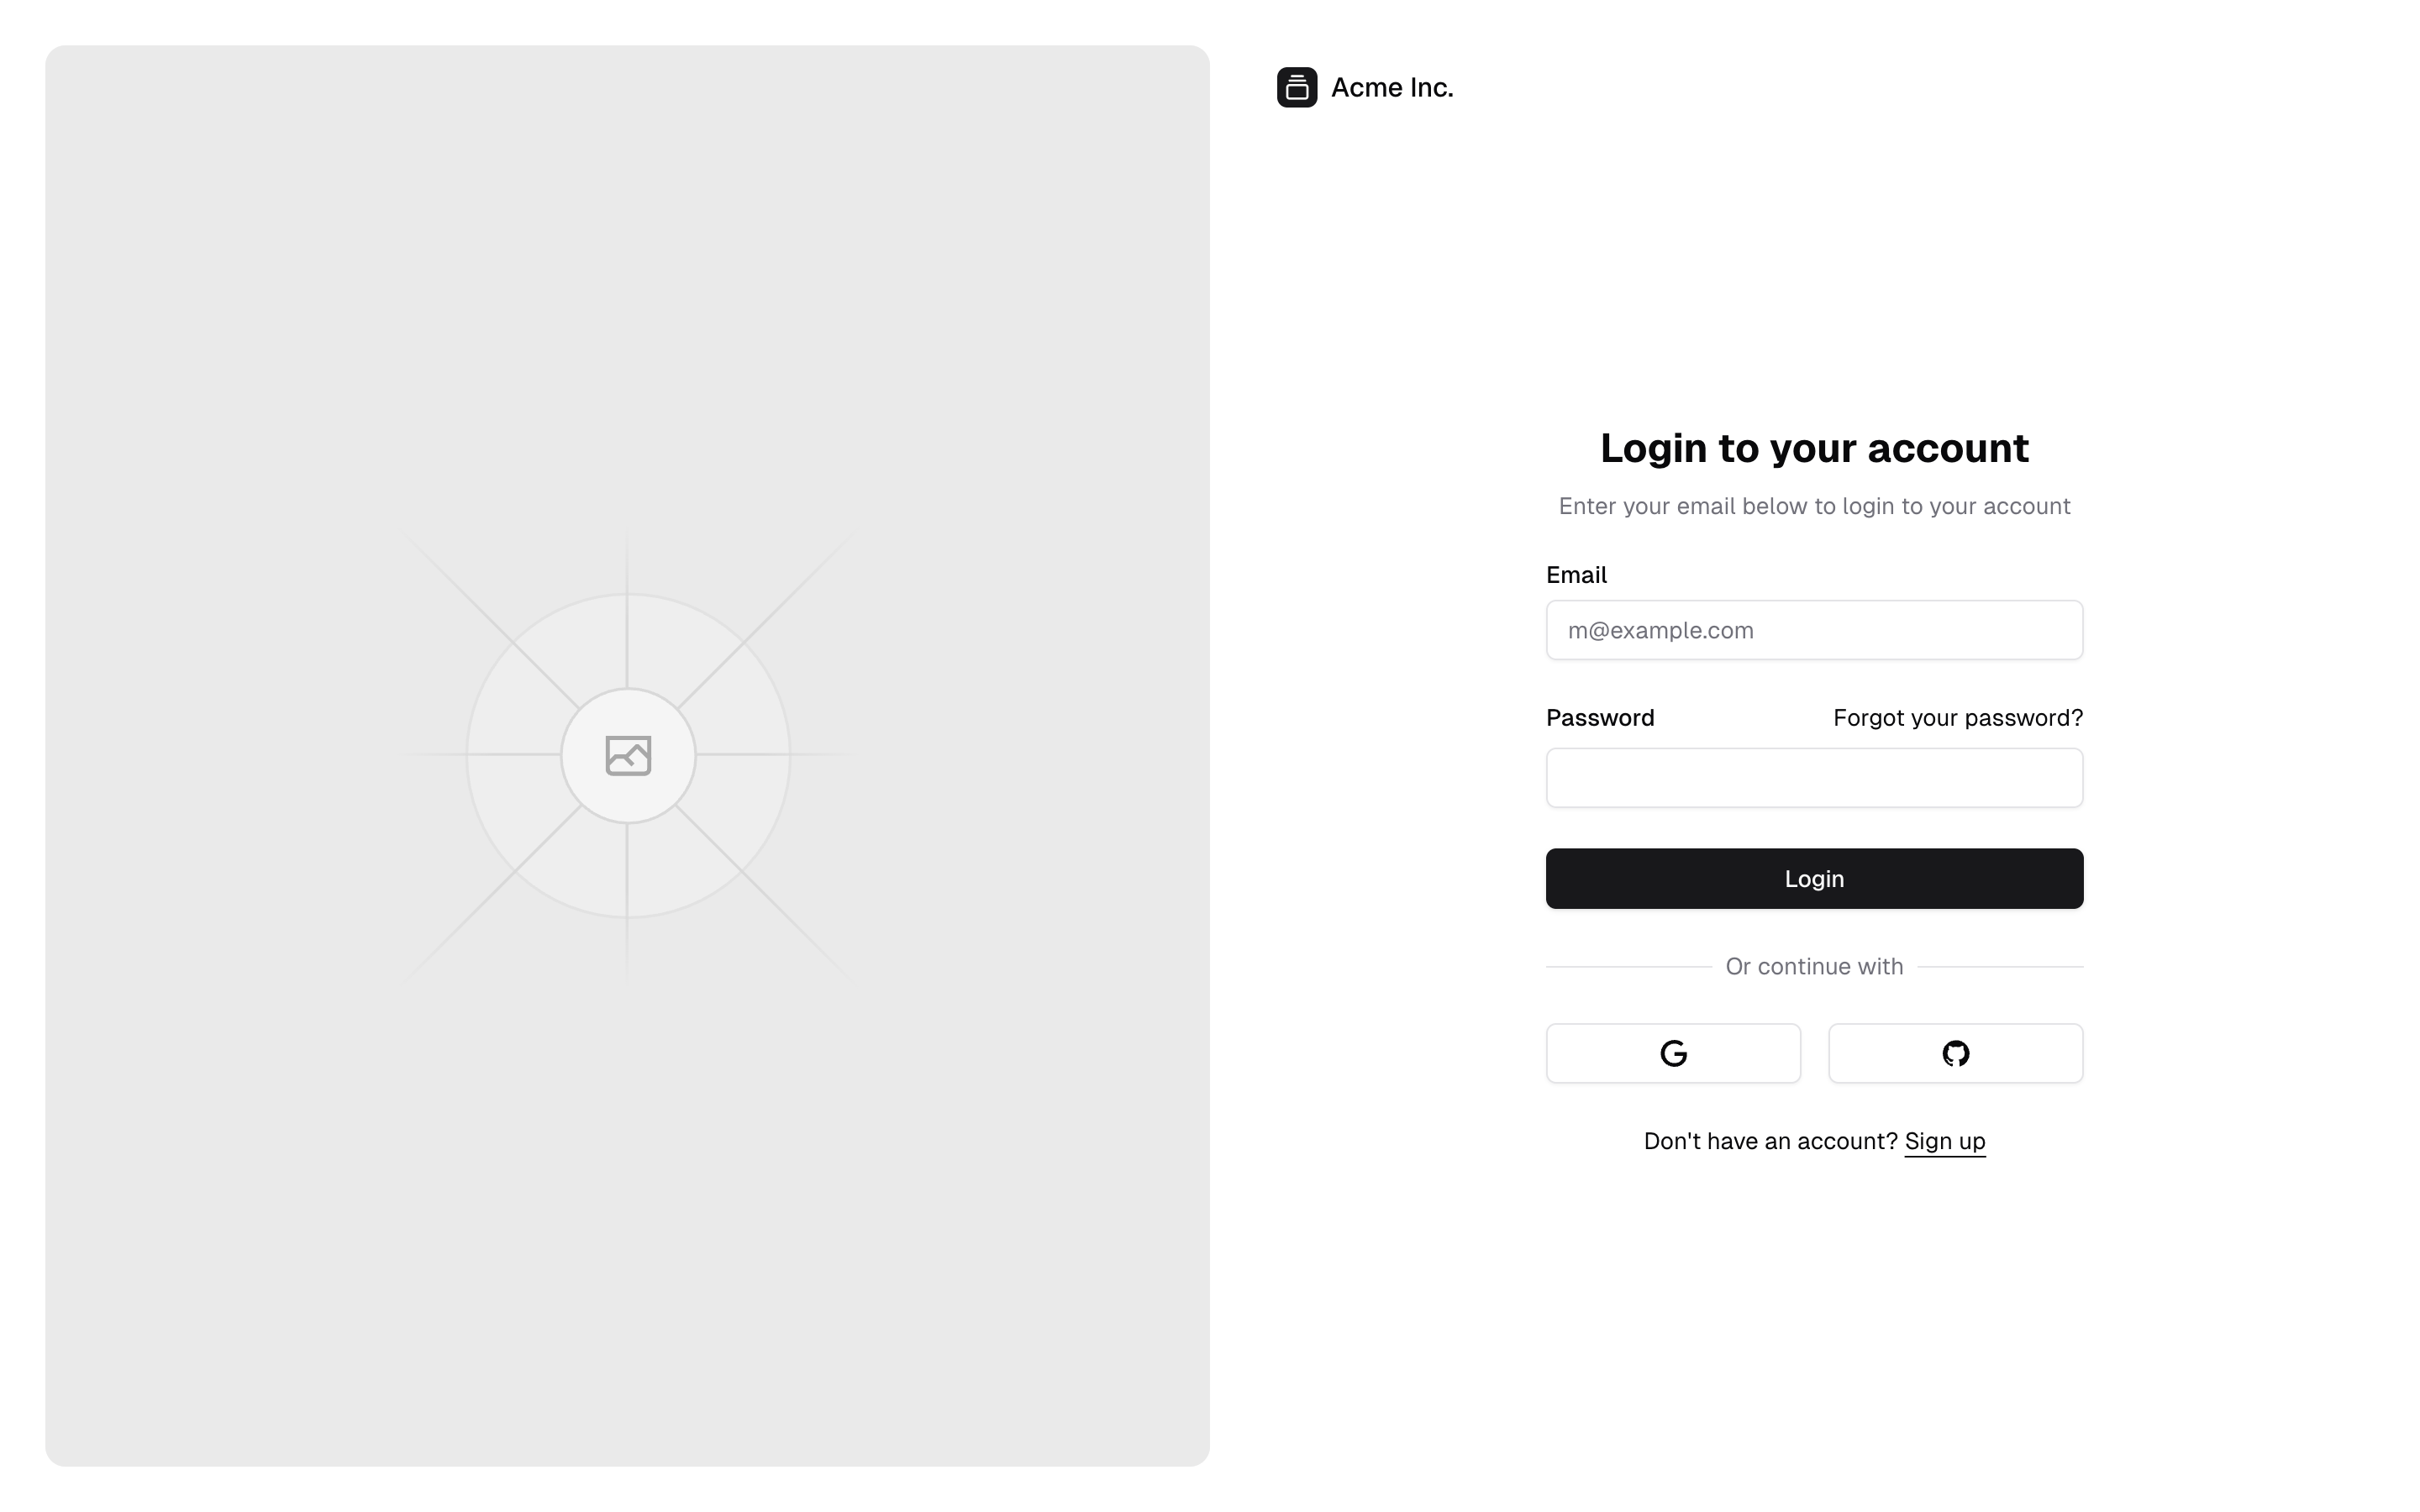 Acme Inc.
Login to your account
Enter your email below to login to your account
Email
m@example.com
Password
Forgot your password?
Login
Or continue with
Don't have an account? Sign up